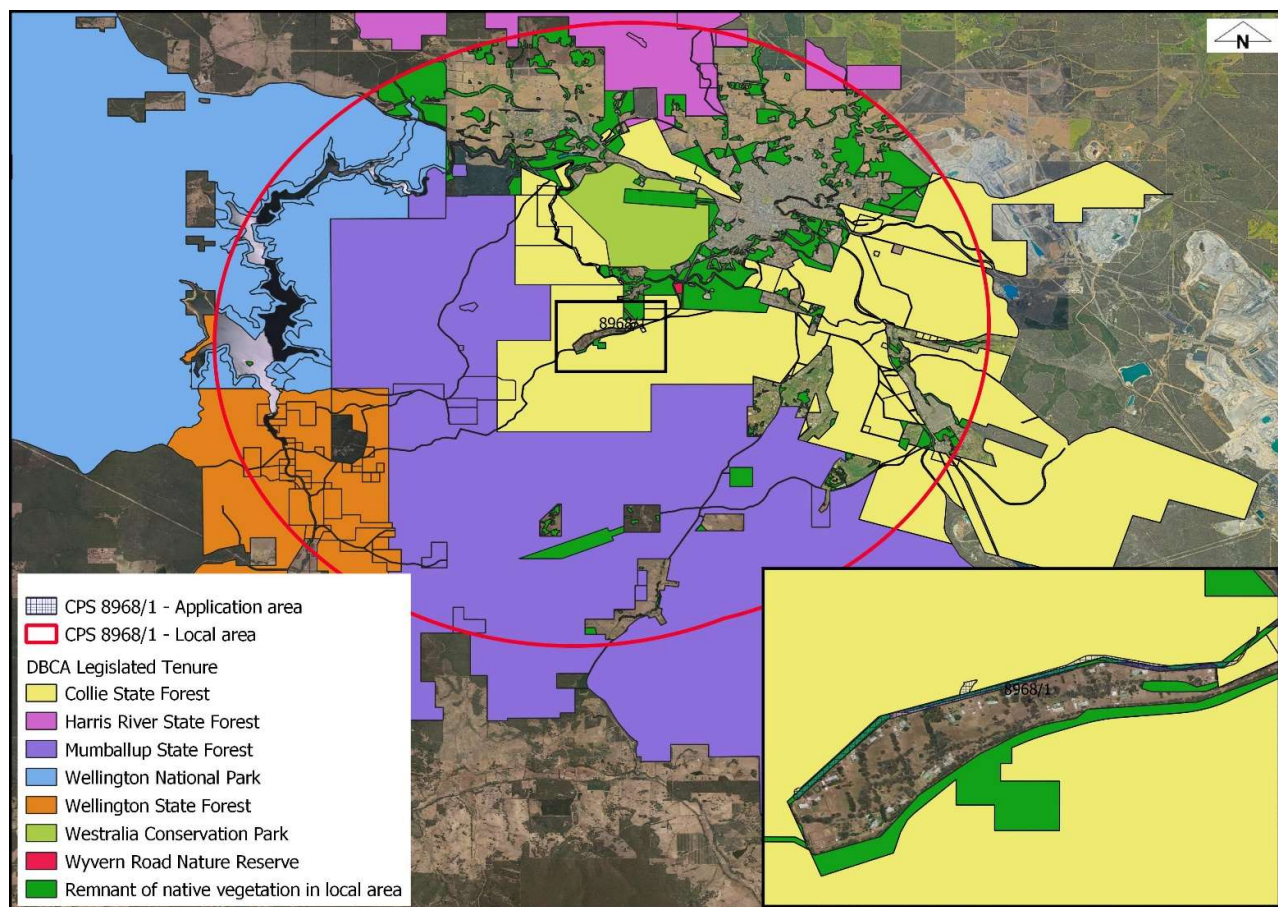 N
8968/1
CPS 8968/1 - Application area
CPS 8968/1 - Local area
DBCA Legislated Tenure
Collie State Forest
Harris River State Forest
Mumballup State Forest
Wellington National Park
Wellington State Forest
Westralia Conservation Park
Wyvern Road Nature Reserve
Remnant of native vegetation in local area
8968/1